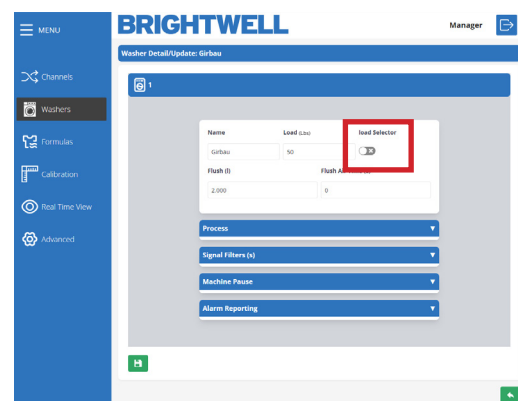 MENU
BRIGHTWELL
Manager
Washer Detail/Update: Girbau
Channels
Washers
Formulas
Calibration
Real Time View
Advanced
1
Name
Load (Lbs)
load Selector
Girbau
50
Flush (l)
Flush A
2.000
0
Process
Signal Filters (s)
Machine Pause
Alarm Reporting